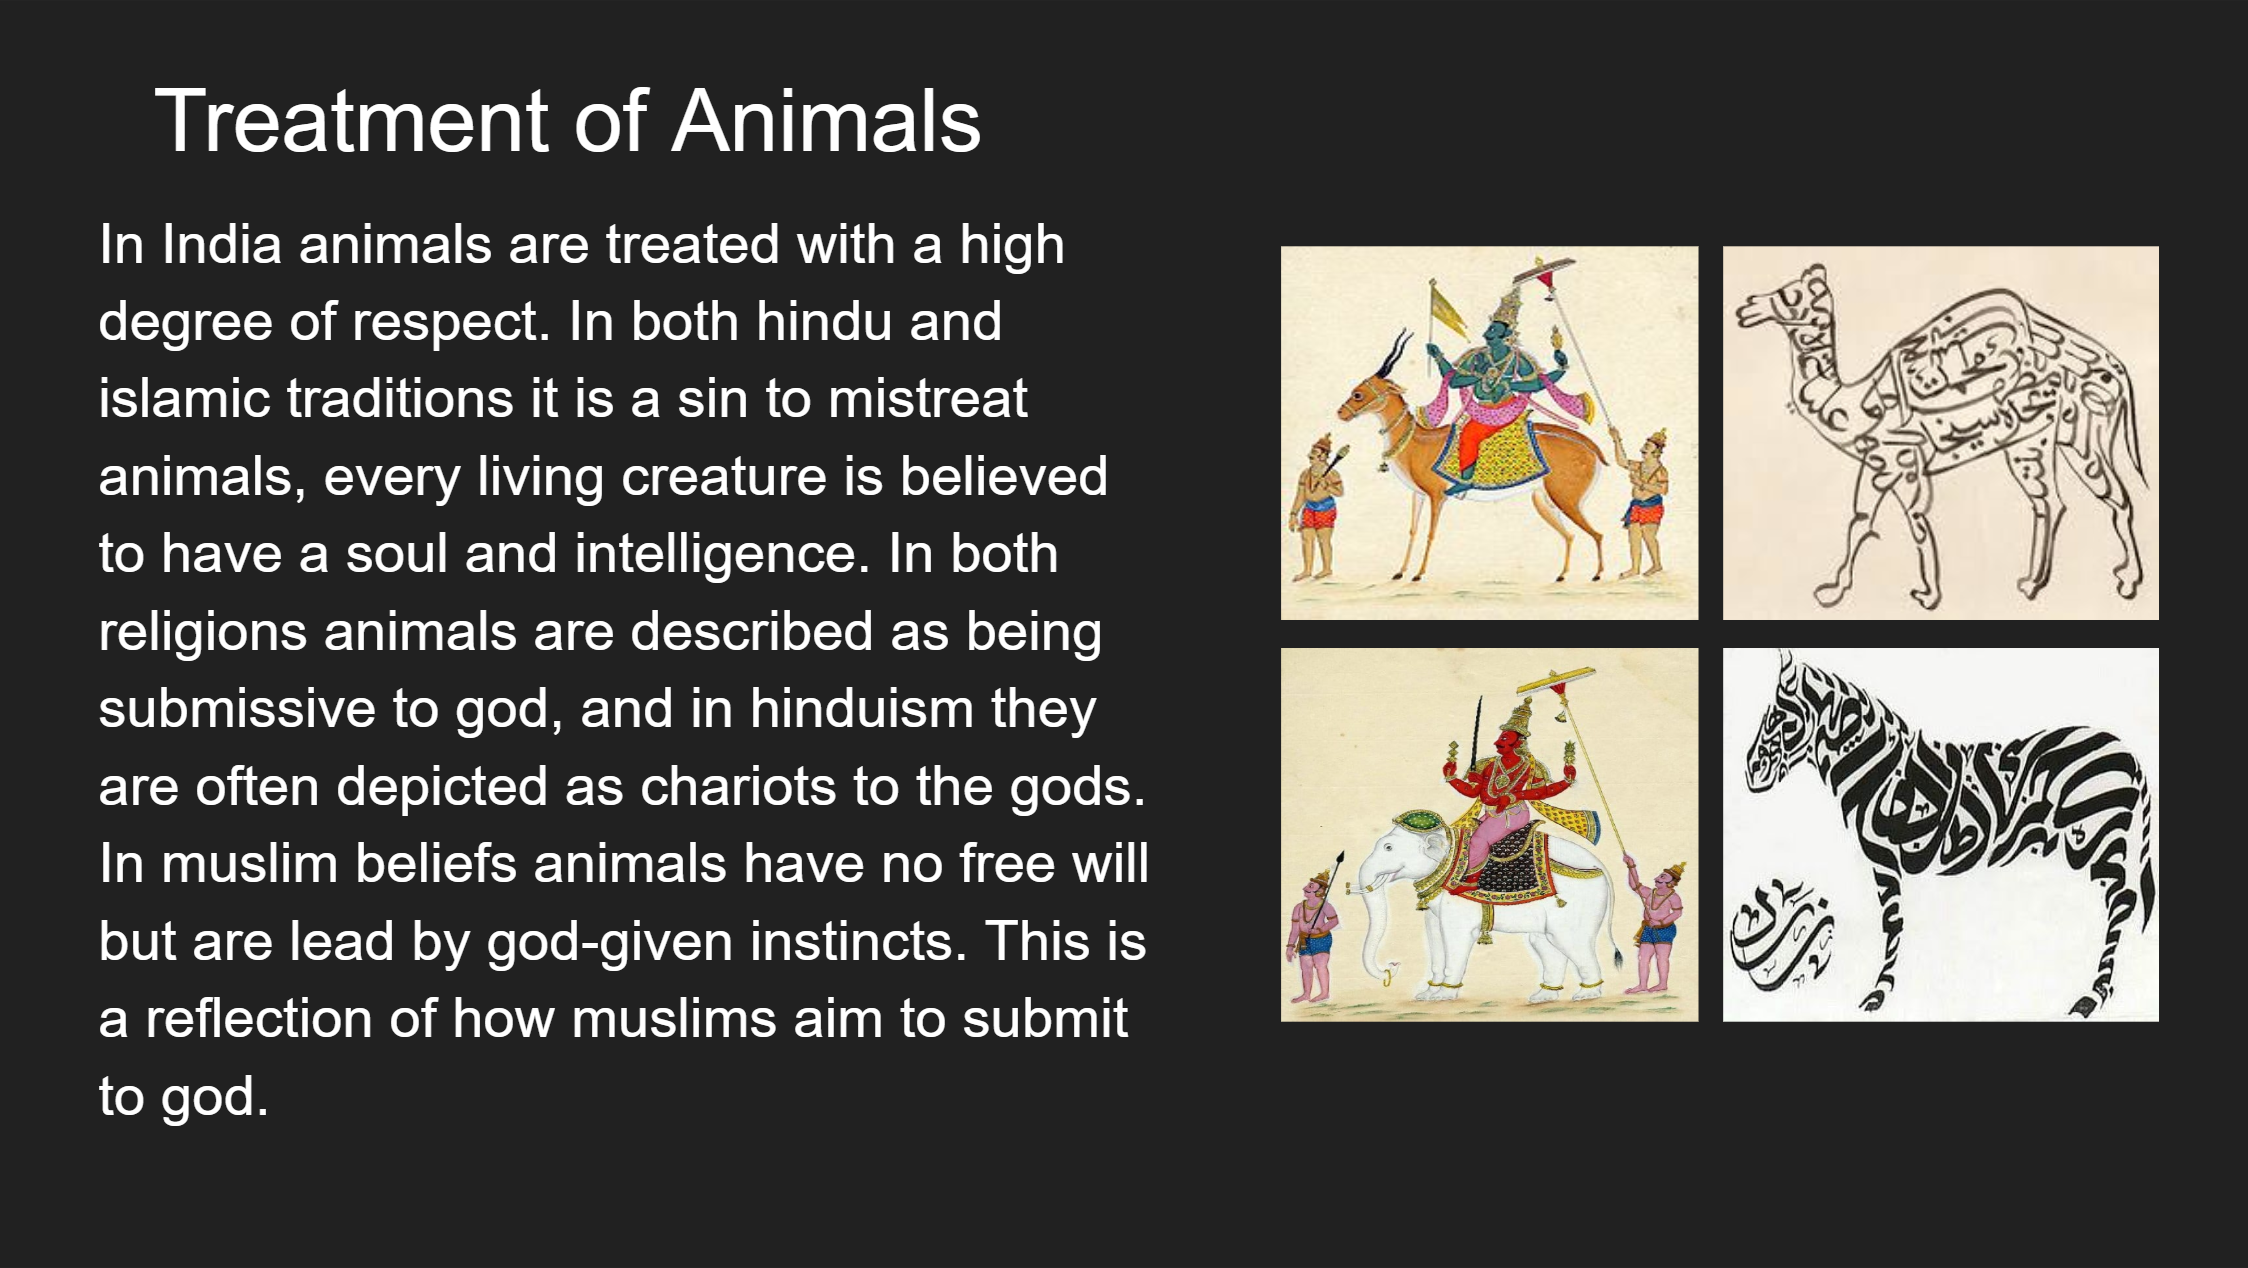 Treatment of Animals
In India animals are treated with a high
degree of respect. In both hindu and
islamic traditions it is a sin to mistreat
animals, every living creature is believed
to have a soul and intelligence. In both
religions animals are described as being
submissive to god, and in hinduism they
are often depicted as chariots to the gods.
In muslim beliefs animals have no free will
but are lead by god-given instincts. This is
a reflection of how muslims aim to submit
to god.